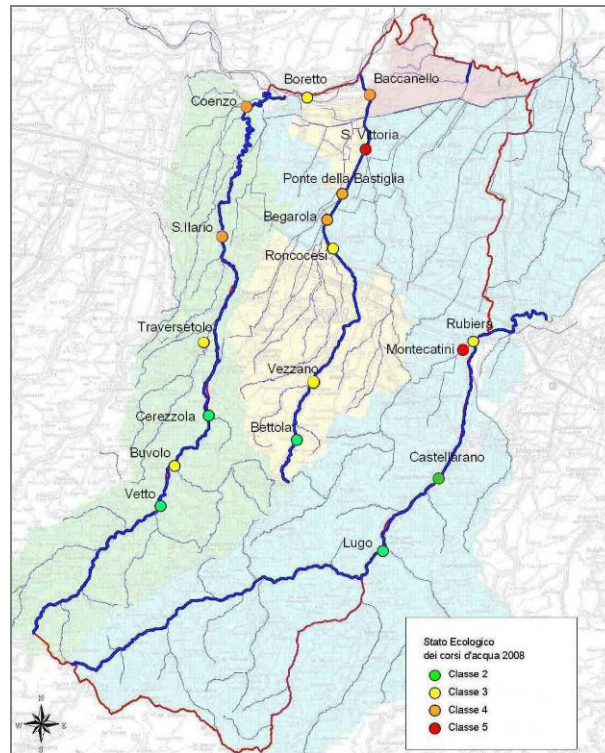 Boretto
Baccanello
Coenzo
S. Vittoria
Ponte della Bastiglia
Begarola
S.Ilario
Roncocesi
Traversetolo
Rubiera
Montecatini
Vezzano
Cerezzola
Bettola
Buvolo
Castellarano
Vetto
Lugo
Stato Ecologico
dei corsi d'acqua 2008
Classe 2
Classe 3
Classe 4
Classe 5
N
W E
S